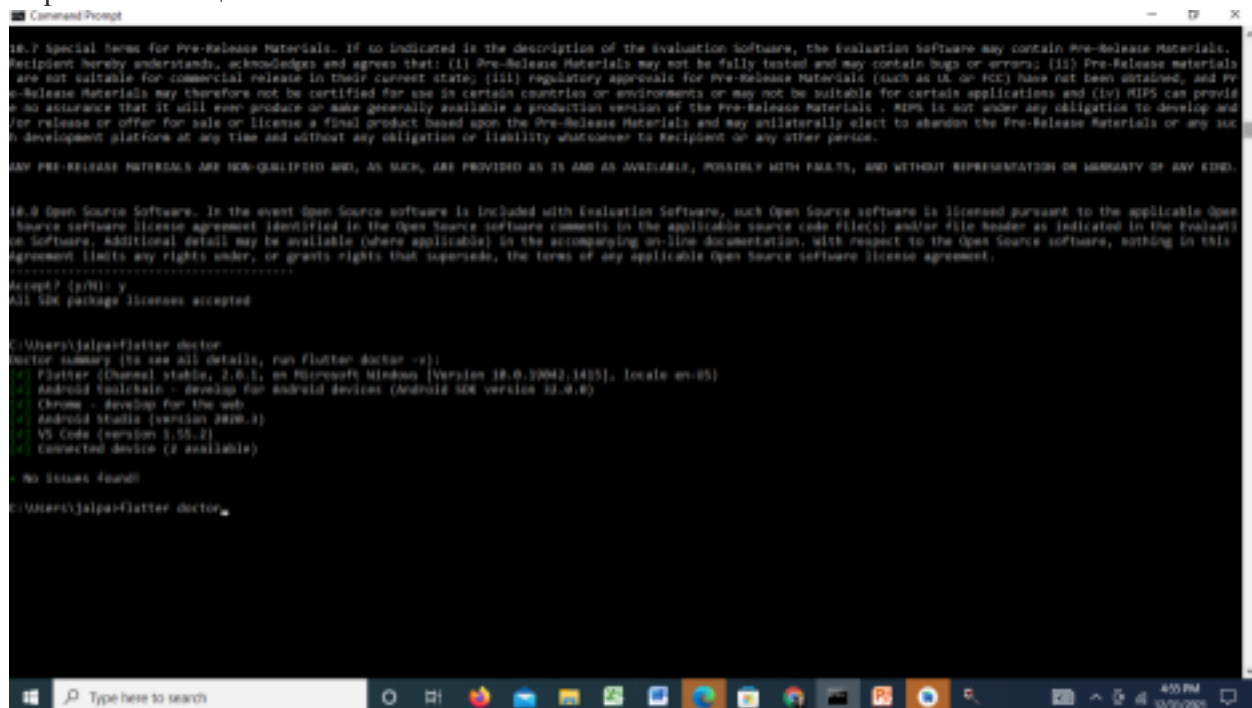 Command Prompt
10.7 Special Terms for Pre-Release Materials. If so indicated in the description of the Evaluation Software, the Evaluation Software may contain Pre-Release Materials.
Recipient hereby understands, acknowledges and agrees that: (i) Pre-Release Materials may not be fully tested and may contain bugs or errors; (ii) Pre-Release materials
are not suitable for commercial release in their current state; (iii) regulatory approvals for Pre-Release Materials (such as UL or FCC) have not been obtained, and Pr
e-Release Materials may therefore not be certified for use in certain countries or environments or may not be suitable for certain applications and (iv) MIPS can provid
e no assurance that it will ever produce or make generally available a production version of the Pre-Release Materials . MIPS is not under any obligation to develop and
/or release or offer for sale or license a final product based upon the Pre-Release Materials and may unilaterally elect to abandon the Pre-Release Materials or any suc
h development platform at any time and without any obligation or liability whatsoever to Recipient or any other person.
ANY PRE-RELEASE MATERIALS ARE NON-QUALIFIED AND, AS SUCH, ARE PROVIDED AS IS AND AS AVAILABLE, POSSIBLY WITH FAULTS, AND WITHOUT REPRESENTATION OR WARRANTY OF ANY KIND.
10.8 Open Source Software. In the event Open Source software is included with Evaluation Software, such Open Source software is licensed pursuant to the applicable Open
Source software license agreement identified in the Open Source software comments in the applicable source code file(s) and/or file header as indicated in the Evaluati
on Software. Additional detail may be available (where applicable) in the accompanying on-line documentation. With respect to the Open Source software, nothing in this
Agreement limits any rights under, or grants rights that supersede, the terms of any applicable Open Source software license agreement.
---------------------------------------
Accept? (y/N): y
All SDK package licenses accepted
C:\Users\jalpa>flutter doctor
Doctor summary (to see all details, run flutter doctor -v):
Flutter (Channel stable, 2.8.1, on Microsoft Windows [Version 10.0.19042.1415], locale en-US)
Android toolchain - develop for Android devices (Android SDK version 32.0.0)
Chrome - develop for the web
Android Studio (version 2020.3)
VS Code (version 1.55.2)
Connected device (2 available)
• No issues found!
C:\Users\jalpa>flutter doctor
Type here to search
4:55 PM